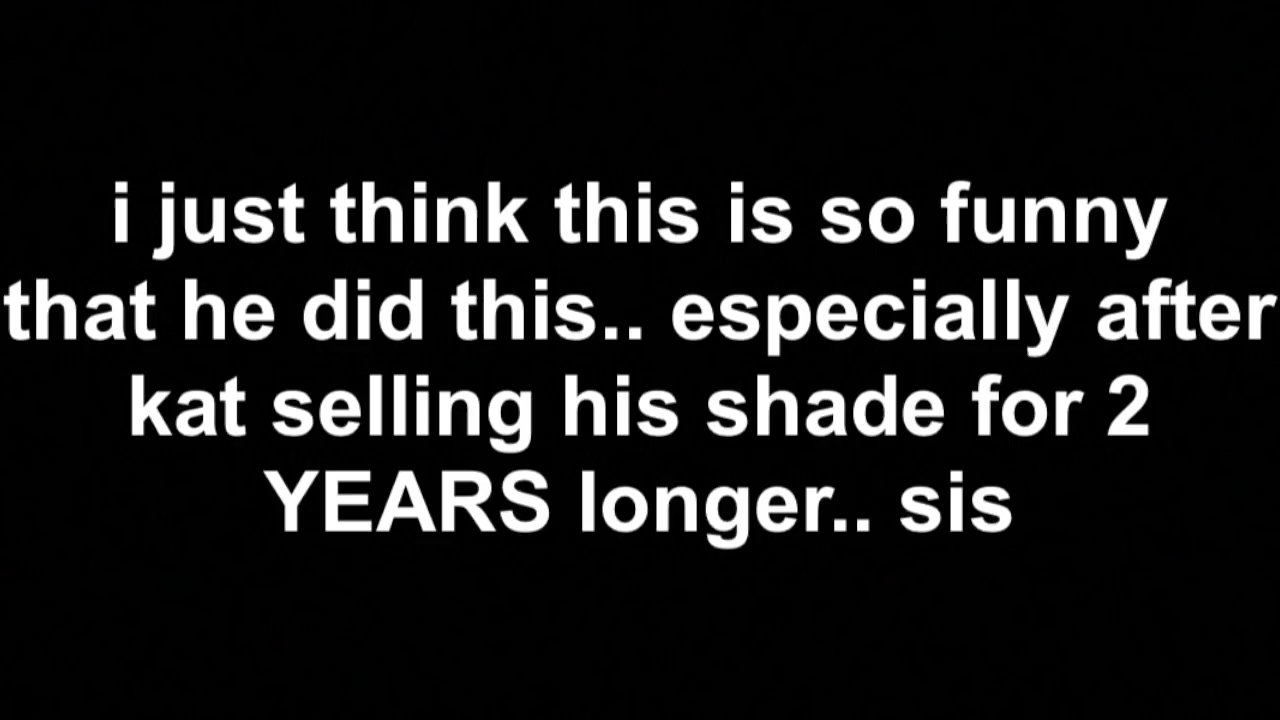 i just think this is so funny
that he did this.. especially after
kat selling his shade for 2
YEARS longer.. sis